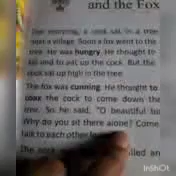 and the Fox
One morning, a cock sat in a tree
near a village. Soon a fox went to the
tree. He was hungry. He thought to
kill and to eat up the cock. But the
cock sat up high in the tree.
The fox was cunning. He thought to
coax the cock to come down the
tree. So he said, "O beautiful
Why do you sit there alone? Come
talk to each other
The cock